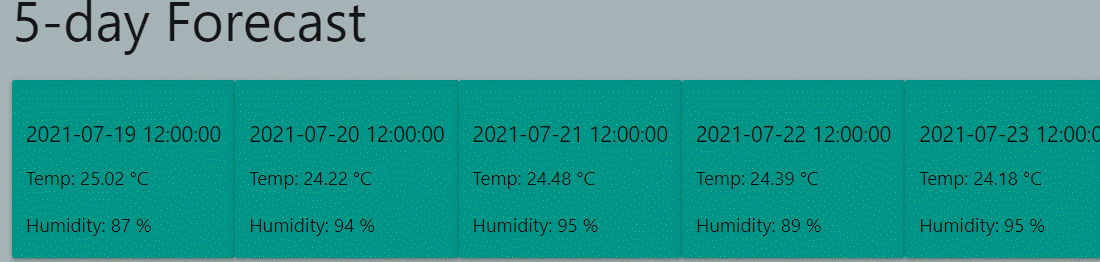 5-day Forecast
2021-07-19 12:00:00
Temp: 25.02 °C
Humidity: 87 %
2021-07-20 12:00:00
Temp: 24.22 °C
Humidity: 94 %
2021-07-21 12:00:00
Temp: 24.48 °C
Humidity: 95 %
2021-07-22 12:00:00
Temp: 24.39 °C
Humidity: 89 %
2021-07-23 12:00:0
Temp: 24.18 °C
Humidity: 95 %